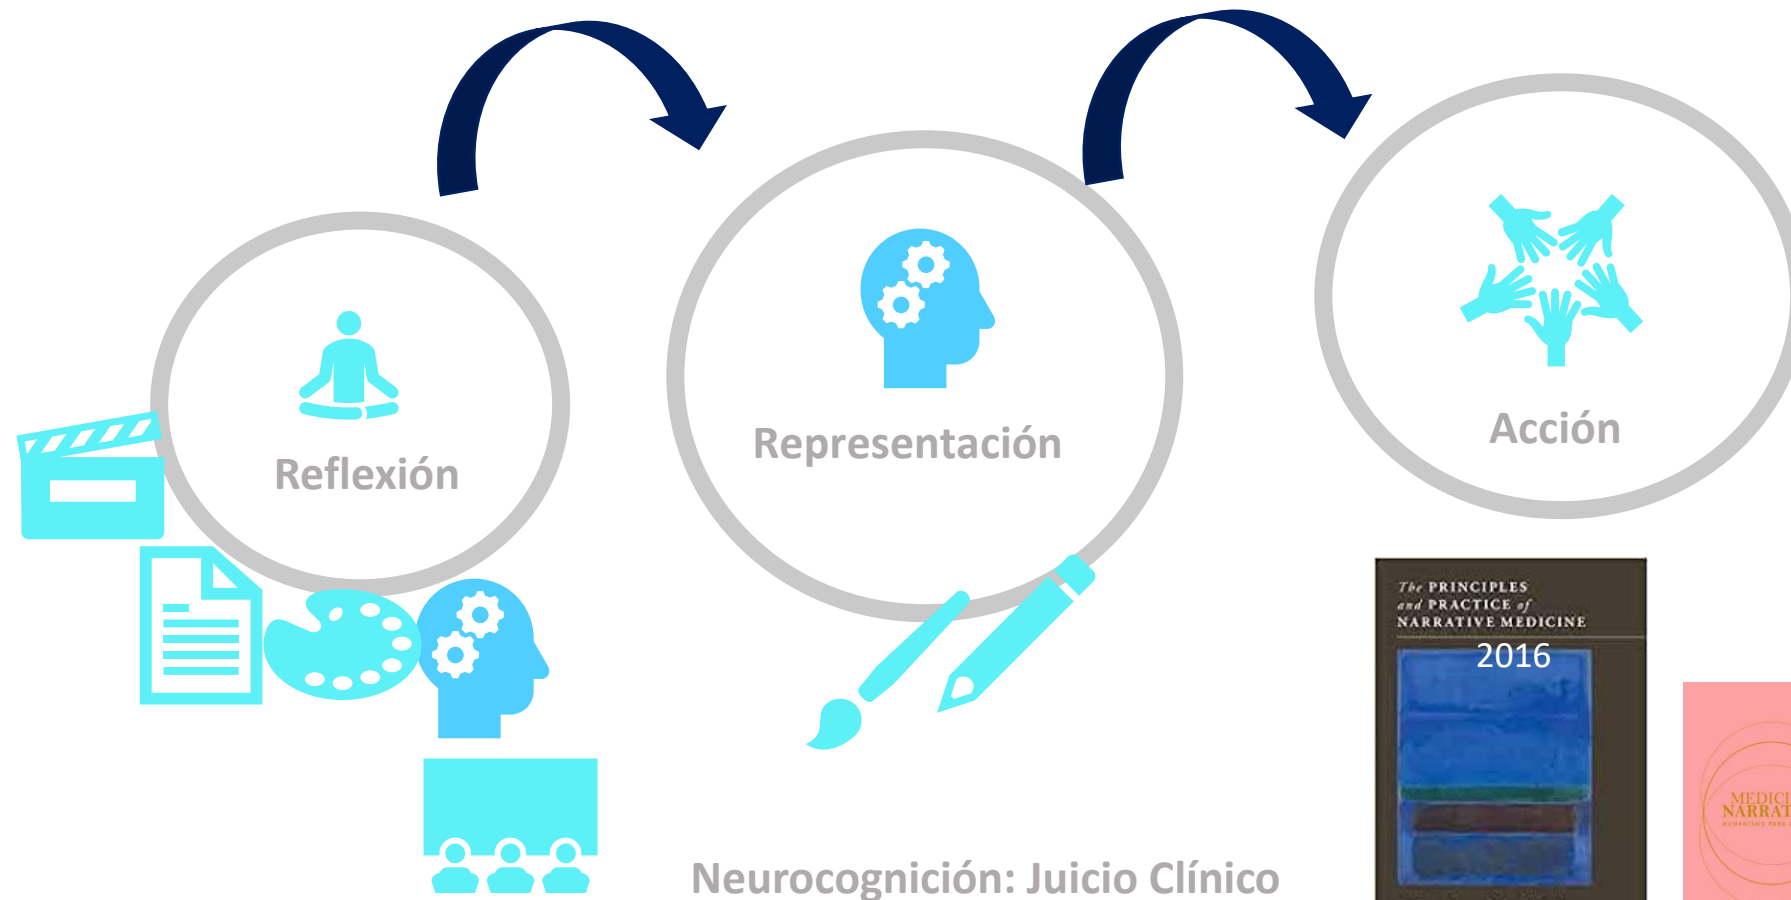 Reflexión
Representación
Acción
The PRINCIPLES
and PRACTICE of
NARRATIVE MEDICINE
2016
Neurocognición: Juicio Clínico